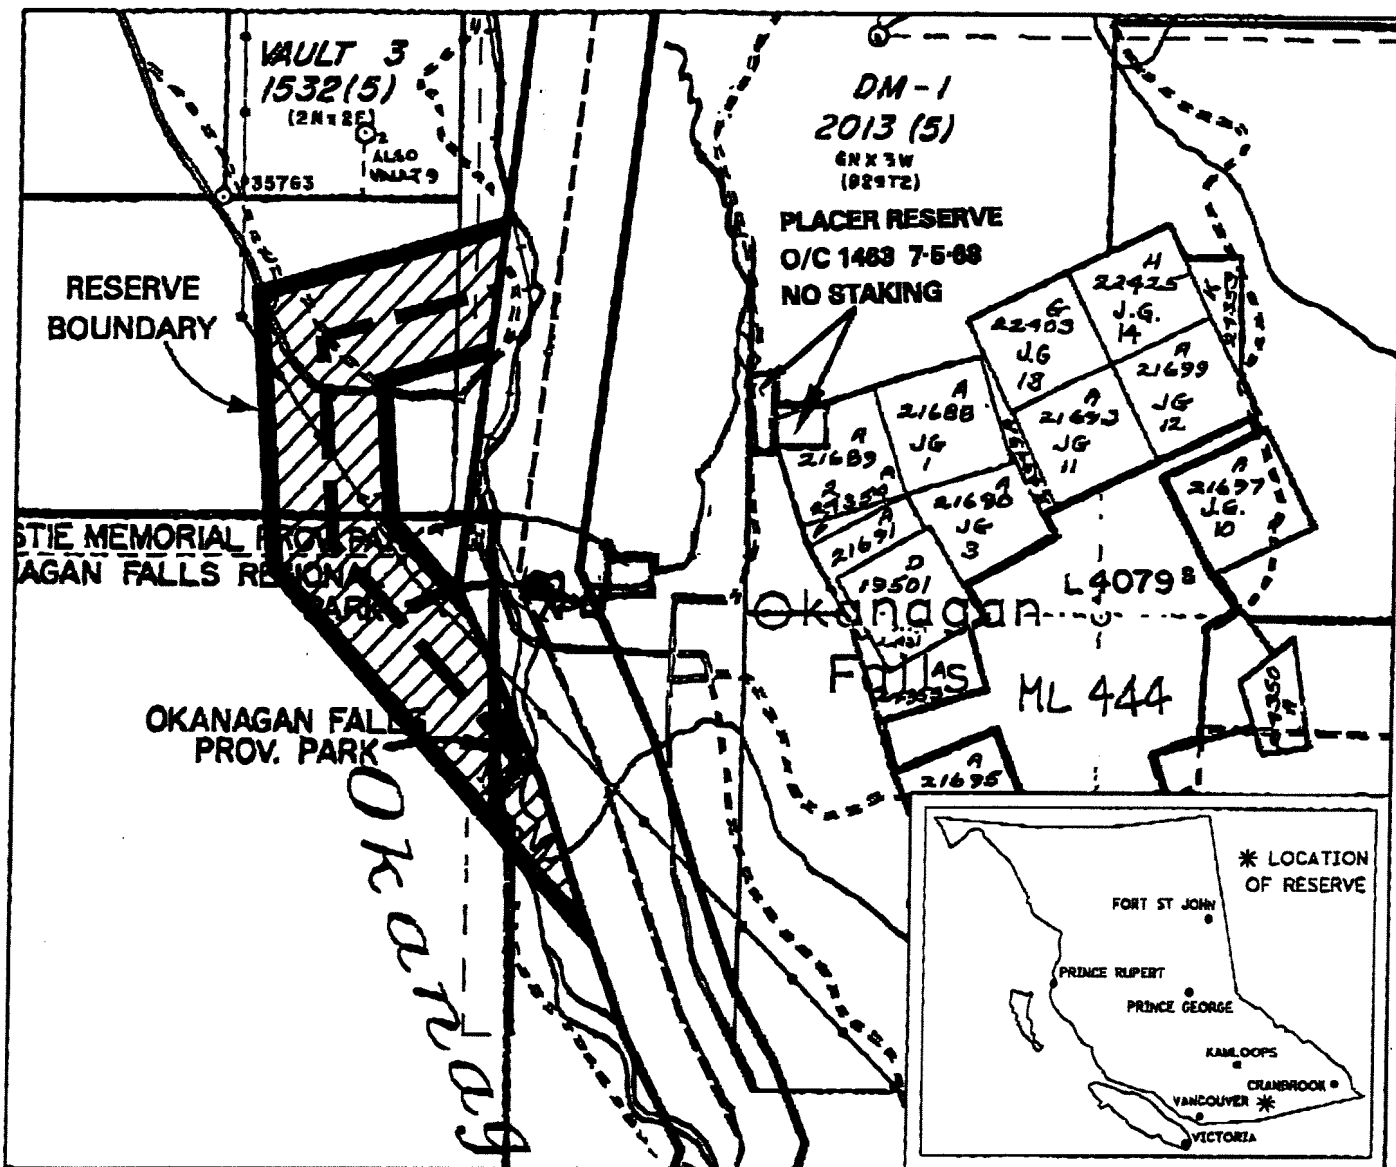 VAULT 3
1532(5)
(2N x 2E)
2
ALSO
VAULT 9
35763
DM-1
2013 (5)
6N X 3W
PLACER RESERVE
O/C 1463 7-5-68
NO STAKING
RESERVE
BOUNDARY
H
22425
J.G.
14
G
22403
J.G
13
A
21699
JG
12
A
21693
JG
11
A
21688
JG
1
A
21689
A
21697
J.G.
10
21690
JG
3
A
21691
D
19501
STIE MEMORIAL PROV. PARK
AGAN FALLS REGIONAL
PARK
L4079 S
Okanagan
Falls
ML 444
OKANAGAN FALLS
PROV. PARK
A
21695
Okanag
LOCATION
OF RESERVE
FORT ST JOHN
PRINCE RUPERT
PRINCE GEORGE
KAMLOOPS
CRANBROOK
VANCOUVER
VICTORIA